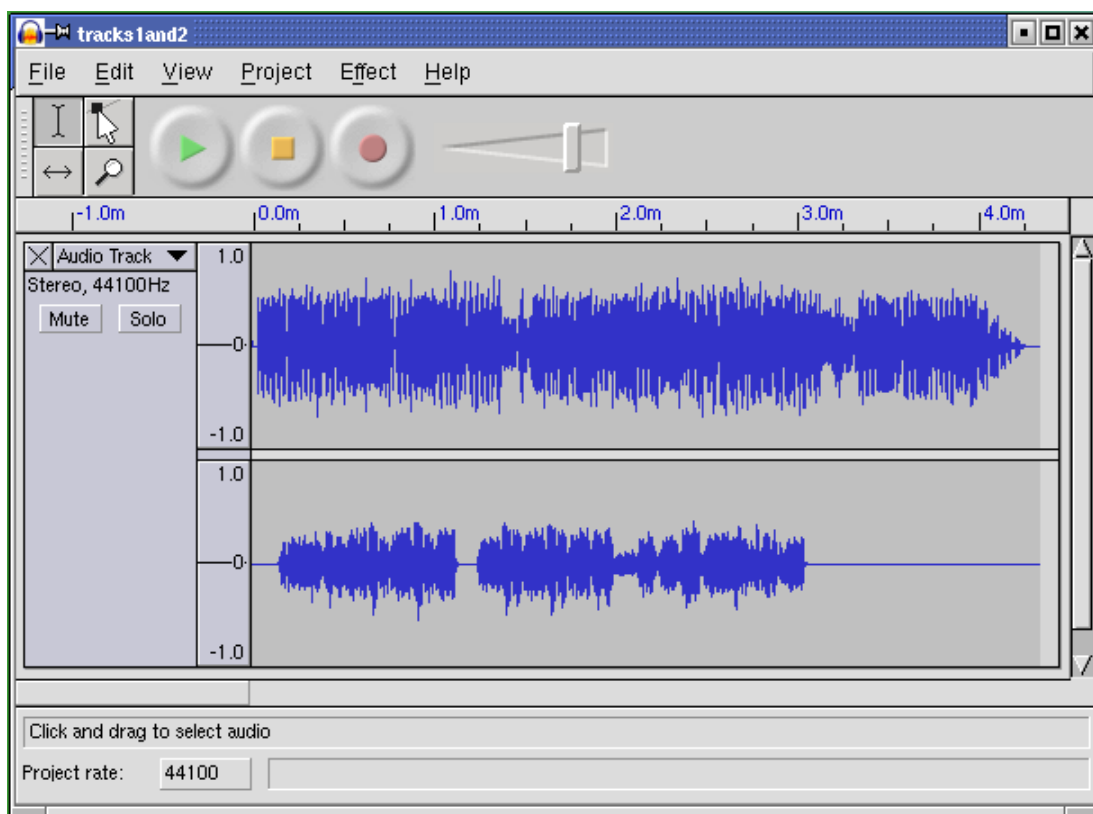 tracks1and2
File Edit View Project Effect Help
-1.0m 0.0m 1.0m 2.0m 3.0m 4.0m
Audio Track 1.0
Stereo, 44100Hz
Mute Solo
0
-1.0
1.0
0
-1.0
Click and drag to select audio
Project rate: 44100